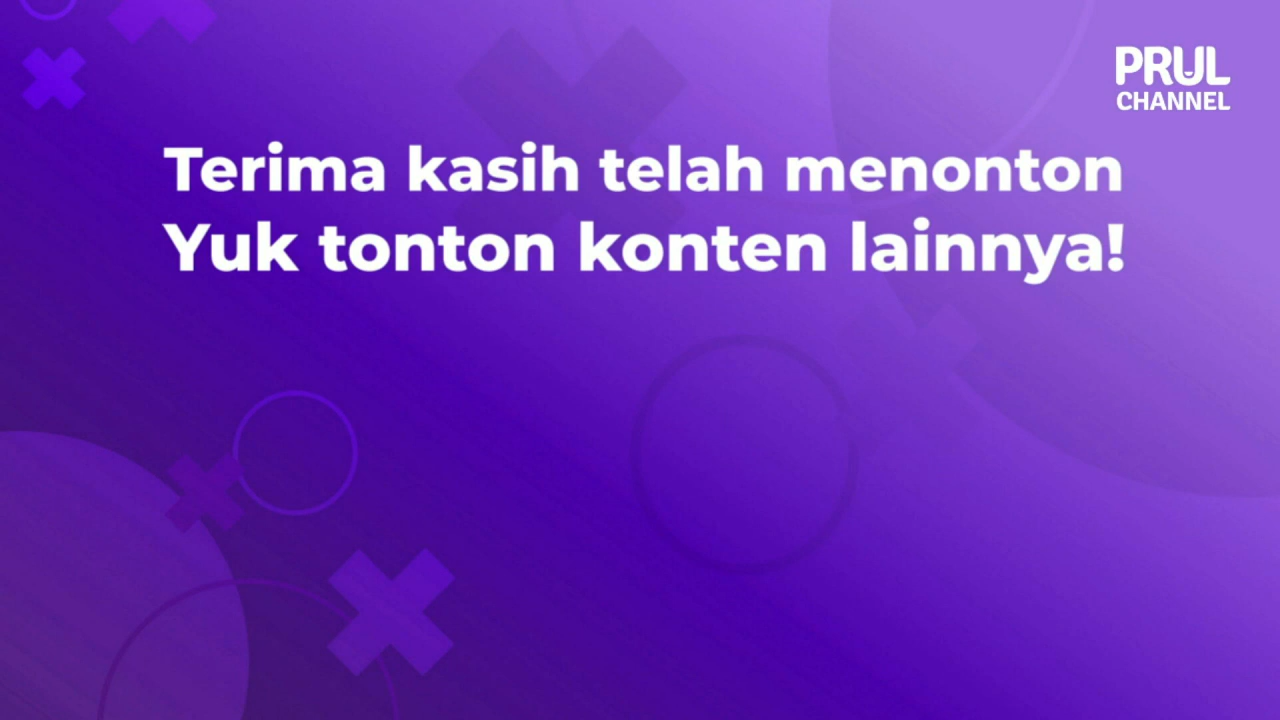 PRUL
CHANNEL
Terima kasih telah menonton
Yuk tonton konten lainnya!